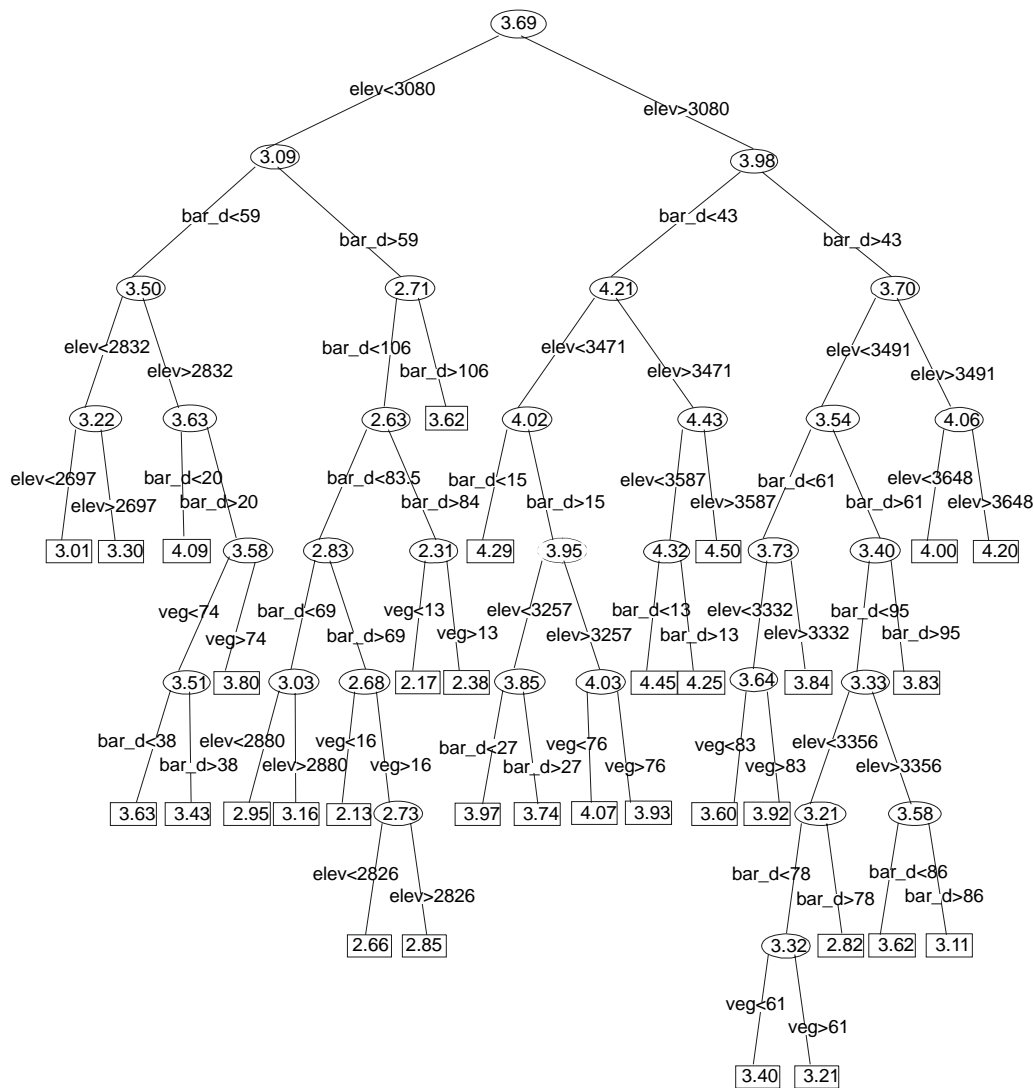 3.69
elev<3080
elev>3080
3.09
3.98
bar_d<59
bar_d<43
bar_d>59
bar_d>43
3.50
2.71
4.21
3.70
elev<2832
bar_d<106
elev<3471
elev<3491
elev>2832
bar_d>106
elev>3471
elev>3491
3.22
3.63
2.63
3.62
4.02
4.43
3.54
4.06
elev<2697
bar_d<20
bar_d<83.5
bar_d<15
elev<3587
bar_d<61
elev<3648
elev>2697
bar_d>20
bar_d>84
bar_d>15
elev>3587
bar_d>61
elev>3648
3.01
3.30
4.09
3.58
2.83
2.31
4.29
3.95
4.32
4.50
3.73
3.40
4.00
4.20
veg<74
bar_d<69
veg<13
elev<3257
bar_d<13
elev<3332
bar_d<95
veg>74
bar_d>69
veg>13
elev>3257
bar_d>13
elev>3332
bar_d>95
3.51
3.80
3.03
2.68
2.17
2.38
3.85
4.03
4.45
4.25
3.64
3.84
3.33
3.83
bar_d<38
elev<2880
veg<16
bar_d<27
veg<76
veg<83
elev<3356
bar_d>38
elev>2880
veg>16
bar_d>27
veg>76
veg>83
elev>3356
3.63
3.43
2.95
3.16
2.13
2.73
3.97
3.74
4.07
3.93
3.60
3.92
3.21
3.58
elev<2826
bar_d<78
bar_d<86
elev>2826
bar_d>78
bar_d>86
2.66
2.85
3.32
2.82
3.62
3.11
veg<61
veg>61
3.40
3.21